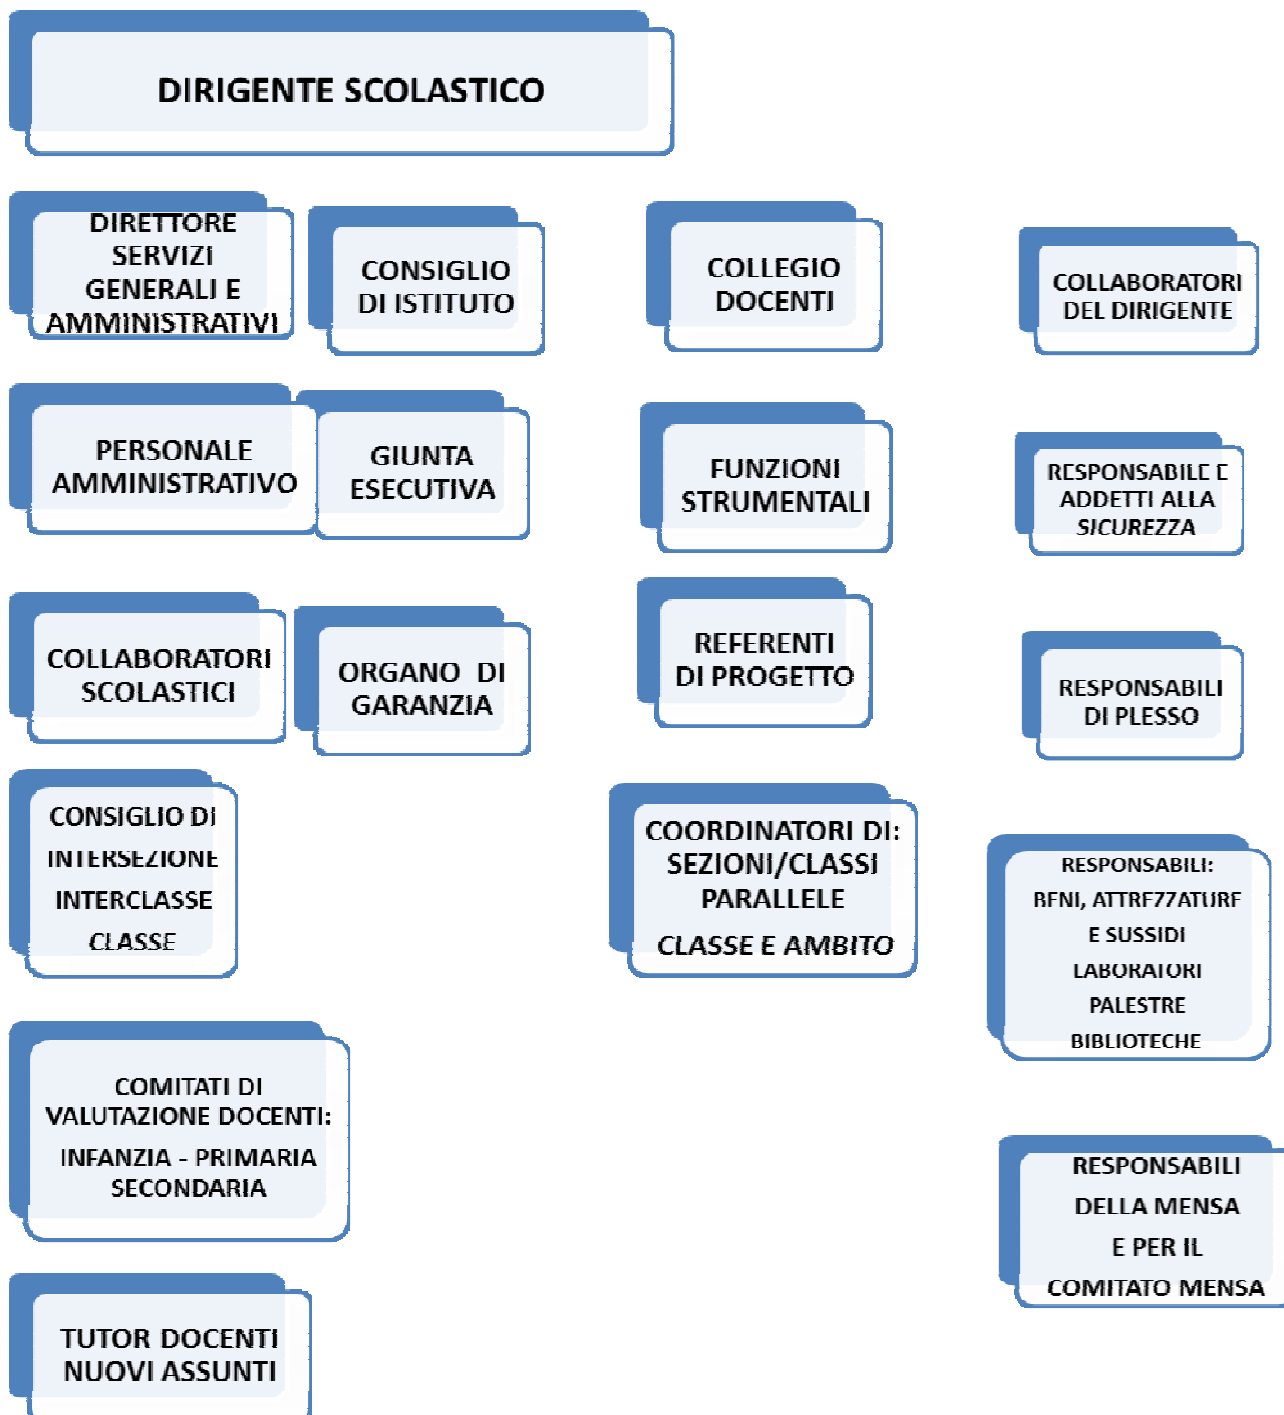 DIRIGENTE SCOLASTICO
DIRETTORE
SERVIZI
GENERALI E
AMMINISTRATIVI
CONSIGLIO
DI ISTITUTO
COLLEGIO
DOCENTI
COLLABORATORI
DEL DIRIGENTE
PERSONALE
AMMINISTRATIVO
GIUNTA
ESECUTIVA
FUNZIONI
STRUMENTALI
RESPONSABILE E
ADDETTI ALLA
SICUREZZA
COLLABORATORI
SCOLASTICI
ORGANO DI
GARANZIA
REFERENTI
DI PROGETTO
RESPONSABILI
DI PLESSO
CONSIGLIO DI
INTERSEZIONE
INTERCLASSE
CLASSE
COORDINATORI DI:
SEZIONI/CLASSI
PARALLELE
CLASSE E AMBITO
RESPONSABILI:
BENI, ATTREZZATURE
E SUSSIDI
LABORATORI
PALESTRE
BIBLIOTECHE
COMITATI DI
VALUTAZIONE DOCENTI:
INFANZIA - PRIMARIA
SECONDARIA
RESPONSABILI
DELLA MENSA
E PER IL
COMITATO MENSA
TUTOR DOCENTI
NUOVI ASSUNTI